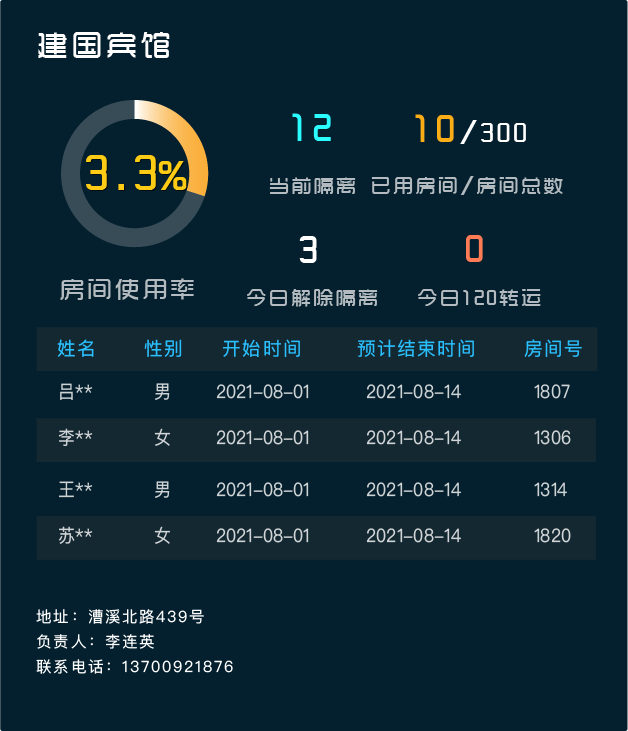 建国宾馆
3.3%
房间使用率
12
当前隔离
10/300
已用房间/房间总数
3
今日解除隔离
0
今日120转运
姓名 性别 开始时间 预计结束时间 房间号
吕** 男 2021-08-01 2021-08-14 1807
李** 女 2021-08-01 2021-08-14 1306
王** 男 2021-08-01 2021-08-14 1314
苏** 女 2021-08-01 2021-08-14 1820
地址：漕溪北路439号
负责人：李连英
联系电话：13700921876